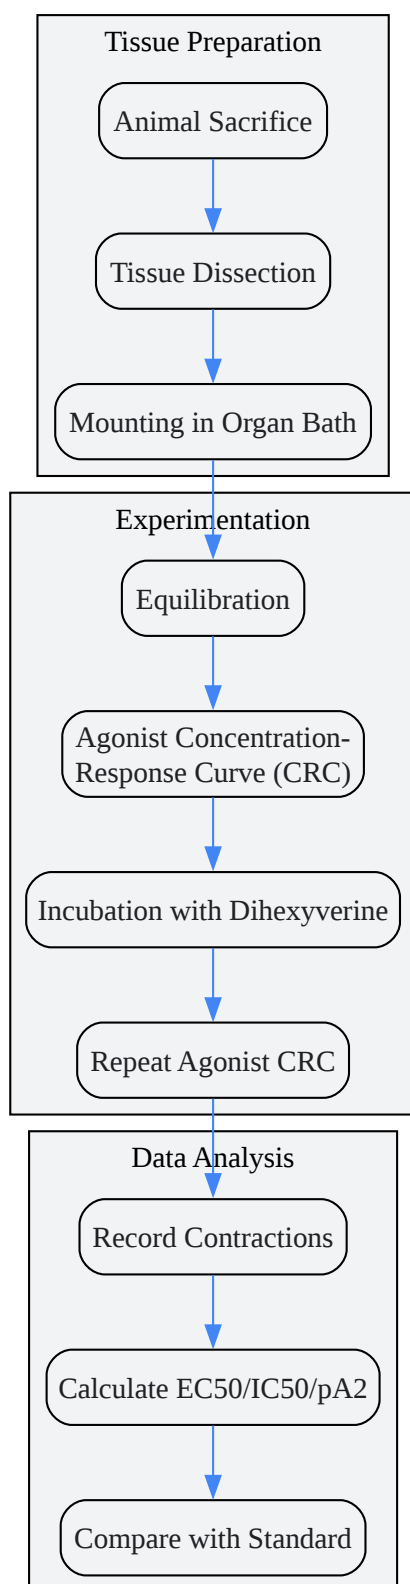 Tissue Preparation
Animal Sacrifice
Tissue Dissection
Mounting in Organ Bath
Experimentation
Equilibration
Agonist Concentration-
Response Curve (CRC)
Incubation with Dihexyverine
Repeat Agonist CRC
Data Analysis
Record Contractions
Calculate EC50/IC50/pA2
Compare with Standard